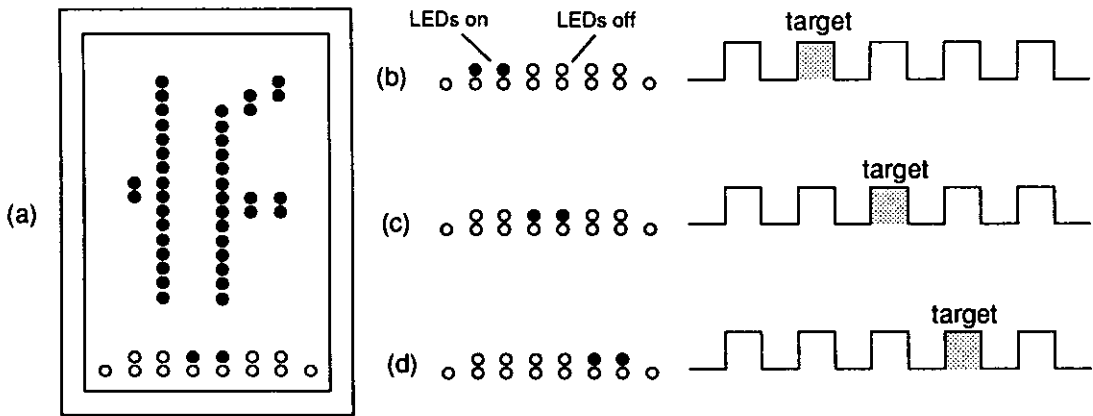 LEDs on
LEDs off
target
(b)
target
(a)
(c)
target
(d)